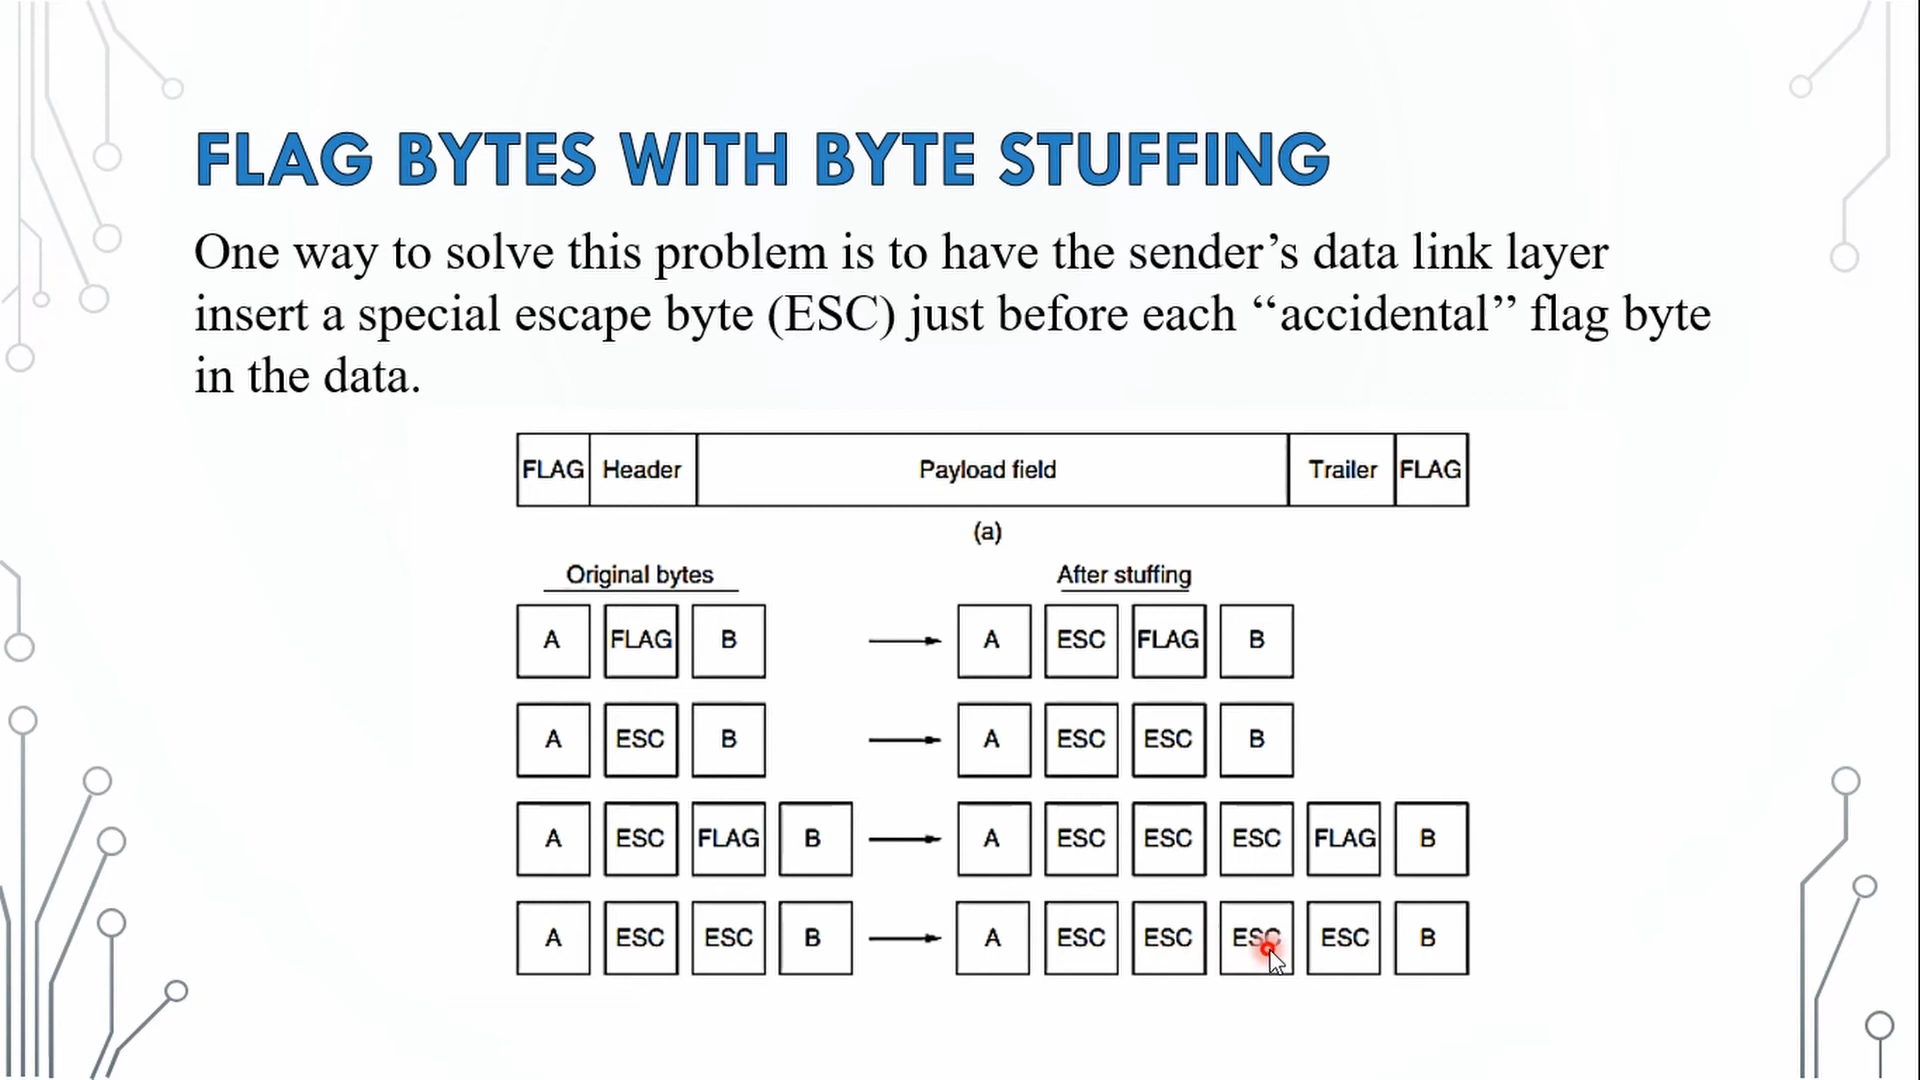 FLAG BYTES WITH BYTE STUFFING
One way to solve this problem is to have the sender’s data link layer
insert a special escape byte (ESC) just before each ‘‘accidental’’ flag byte
in the data.
FLAG Header Payload field Trailer FLAG
(a)
Original bytes After stuffing
A FLAG B A ESC FLAG B
A ESC B A ESC ESC B
A ESC FLAG B A ESC ESC ESC FLAG B
A ESC ESC B A ESC ESC ESC ESC B